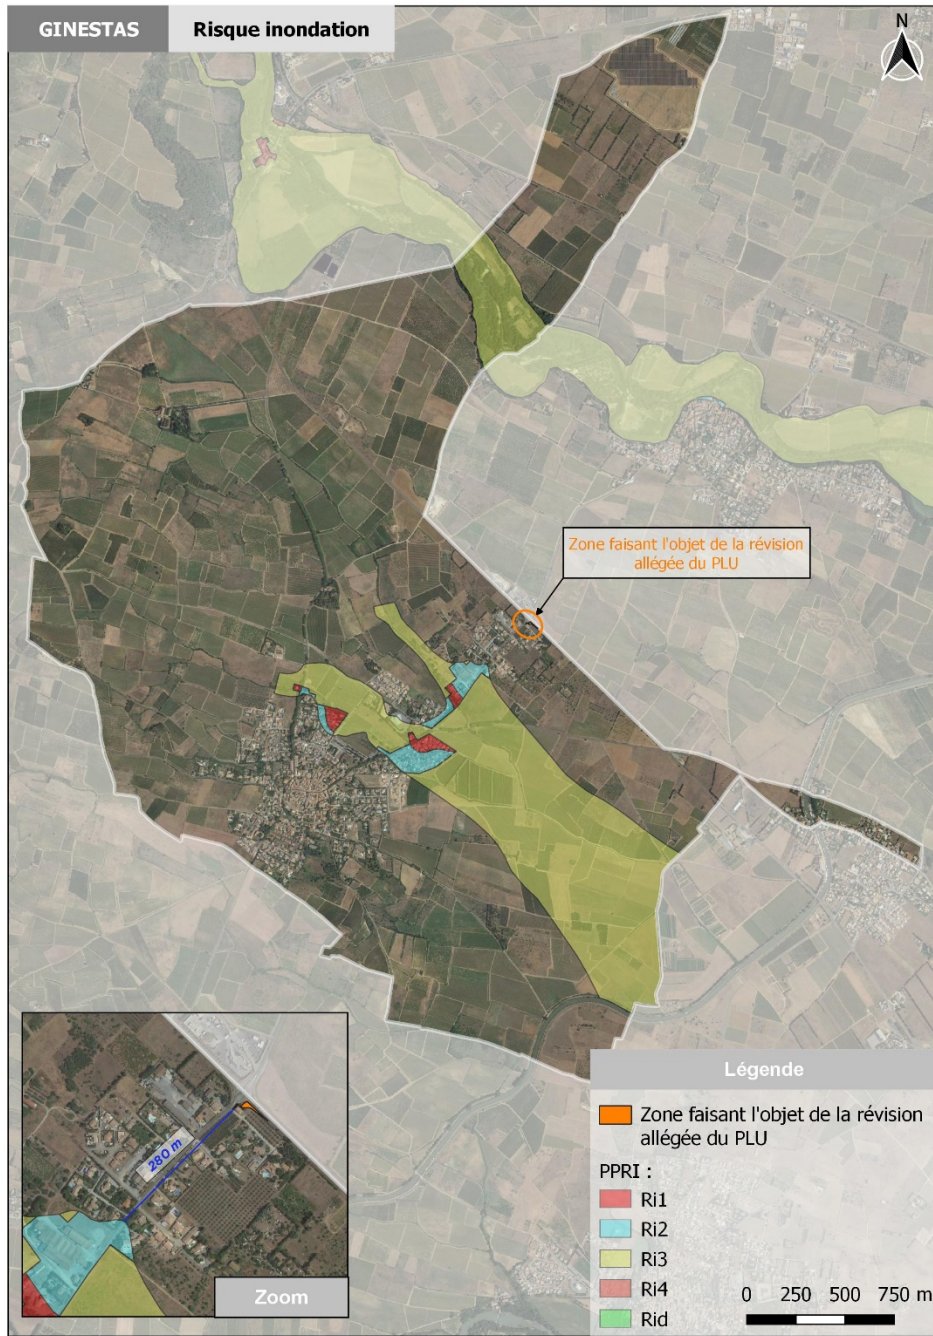 GINESTAS
Risque inondation
N
Zone faisant l'objet de la révision
allégée du PLU
280 m
Zoom
Légende
Zone faisant l'objet de la révision
allégée du PLU
PPRI :
Ri1
Ri2
Ri3
Ri4
Rid
0 250 500 750 m